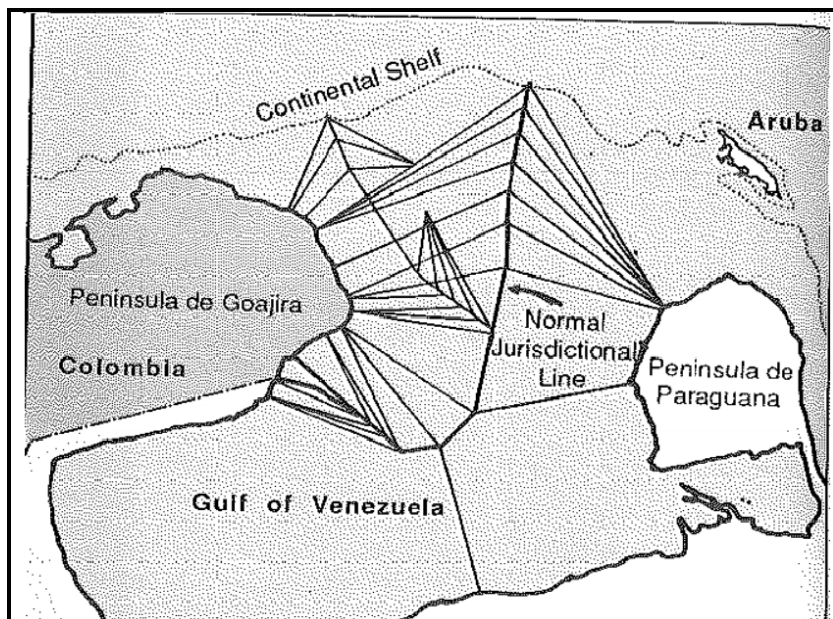 Continental Shelf
Aruba
Peninsula de Goajira
Normal
Jurisdictional
Line
Colombia
Peninsula de
Paraguana
Gulf of Venezuela